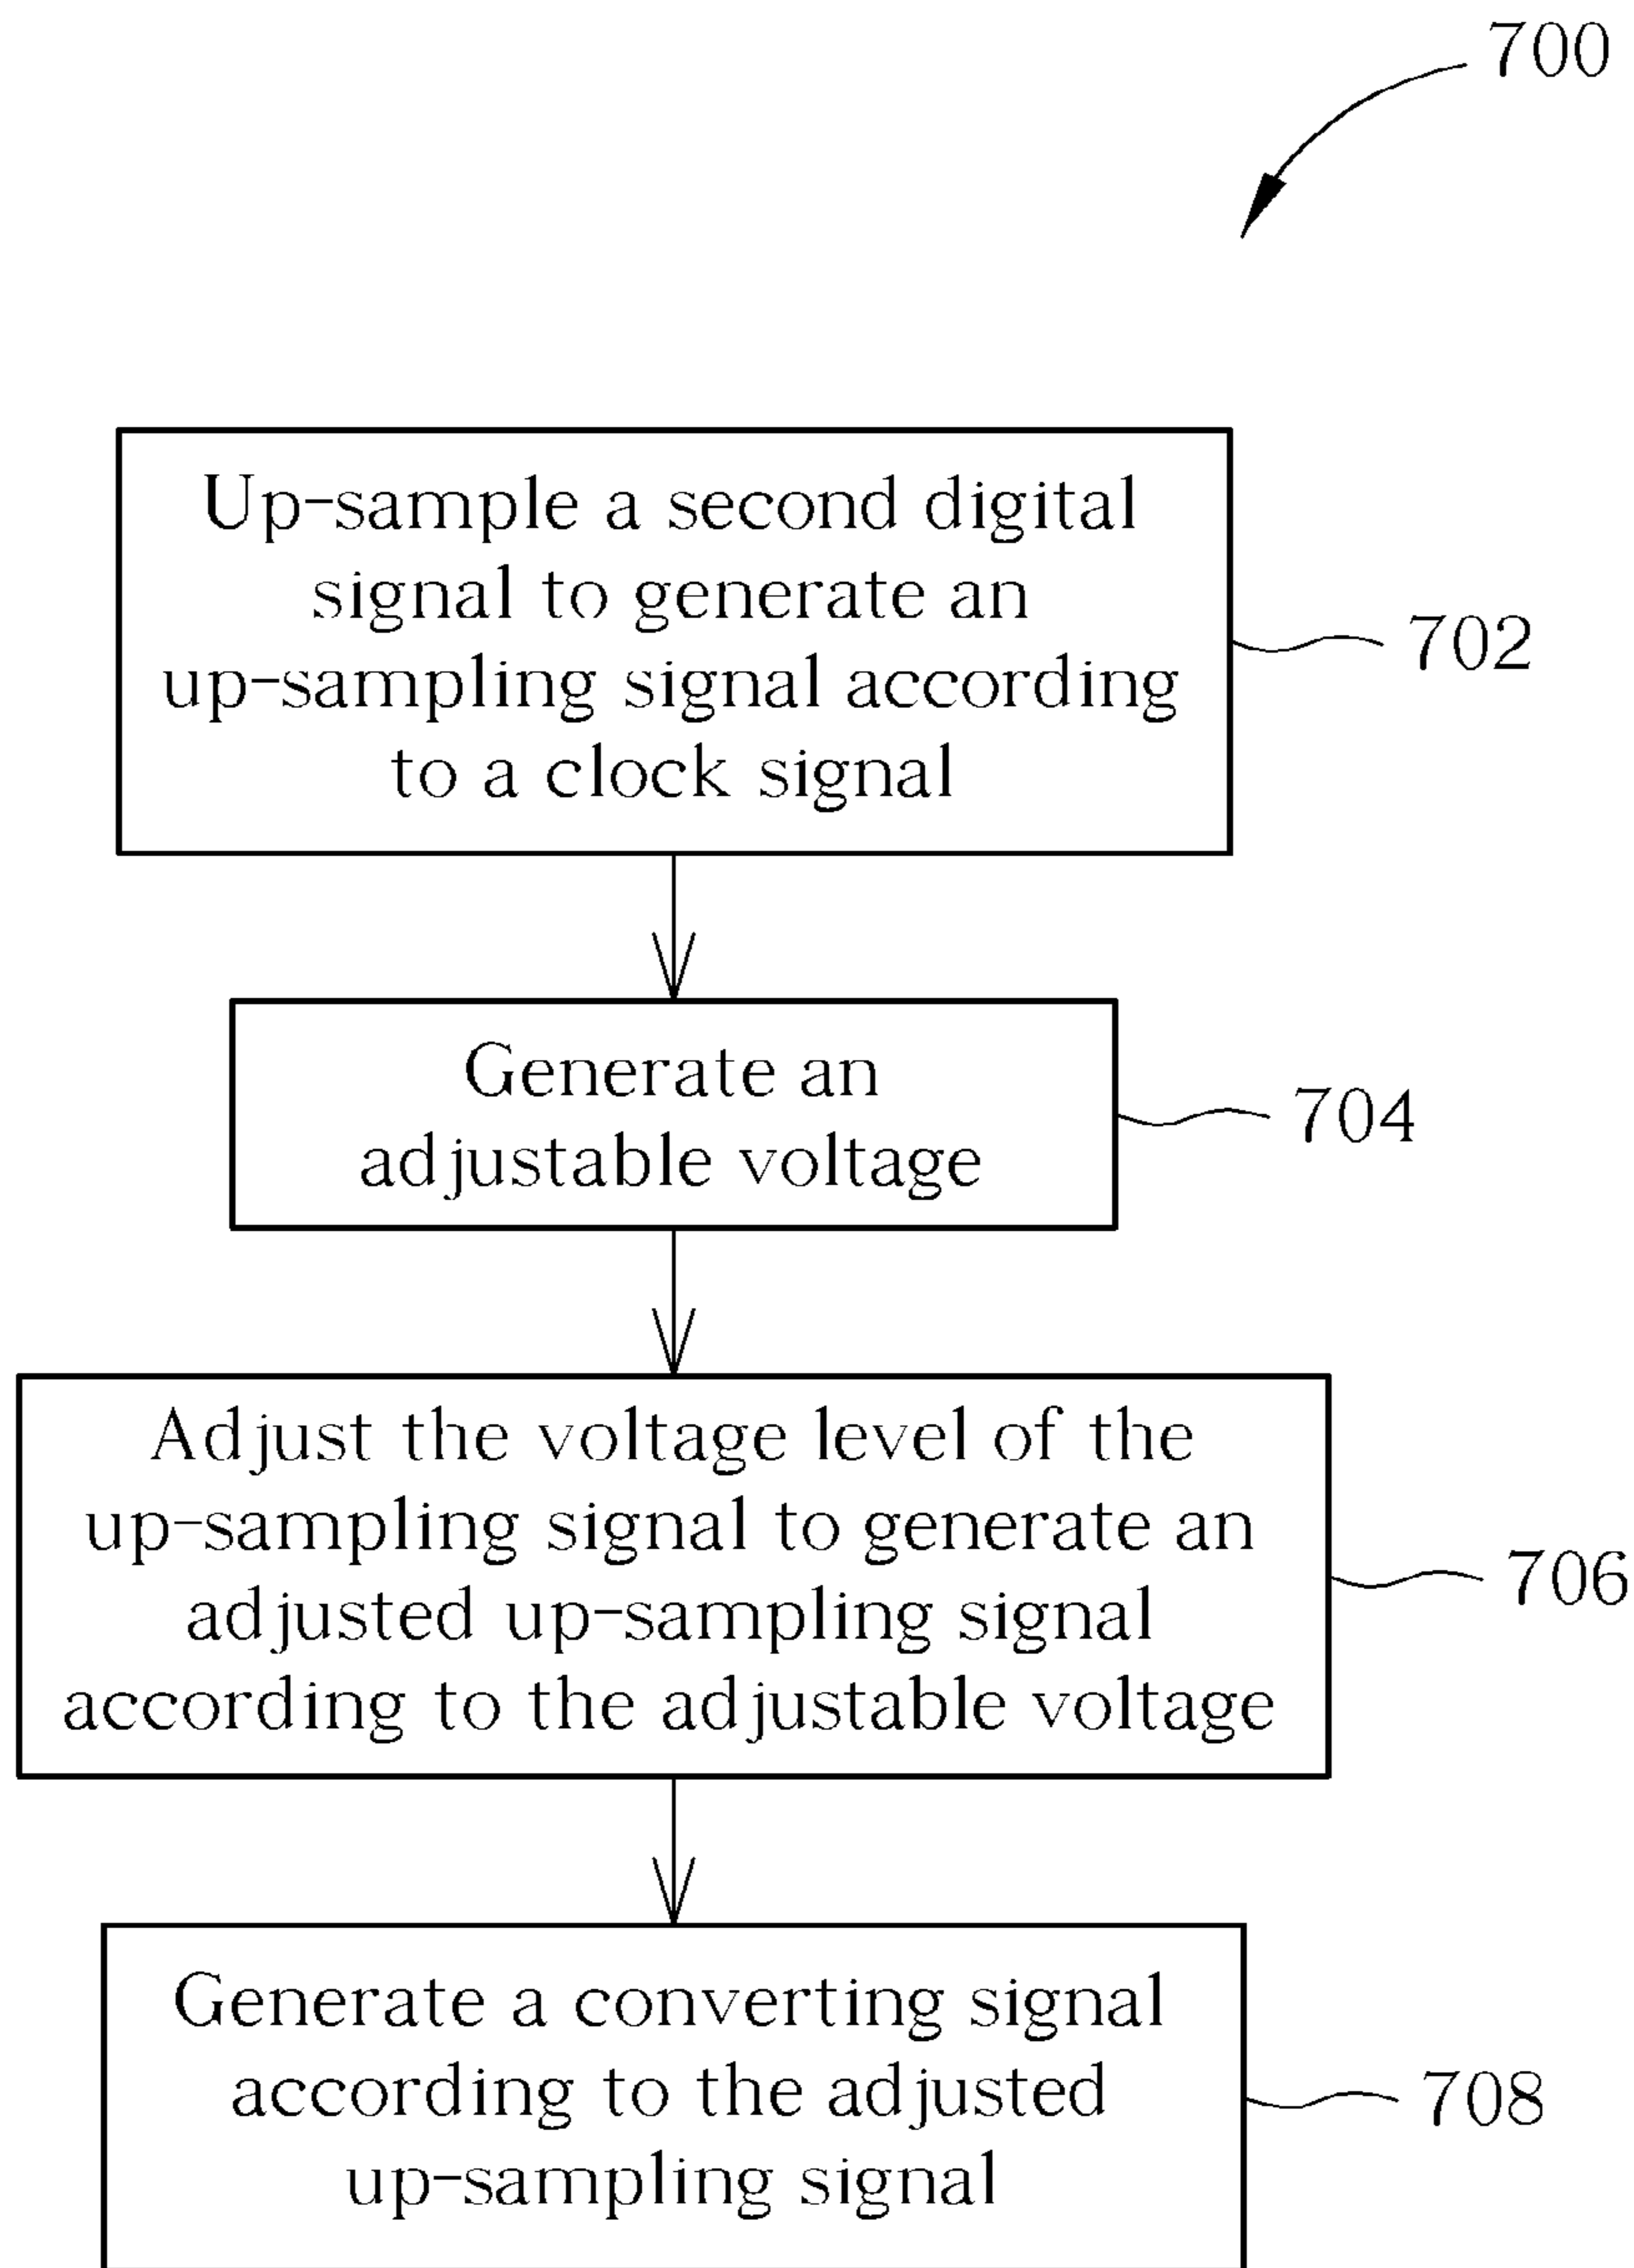 700
Up-sample a second digital
signal to generate an
up-sampling signal according
to a clock signal
702
Generate an
adjustable voltage
704
Adjust the voltage level of the
up-sampling signal to generate an
adjusted up-sampling signal
according to the adjustable voltage
706
Generate a converting signal
according to the adjusted
up-sampling signal
708